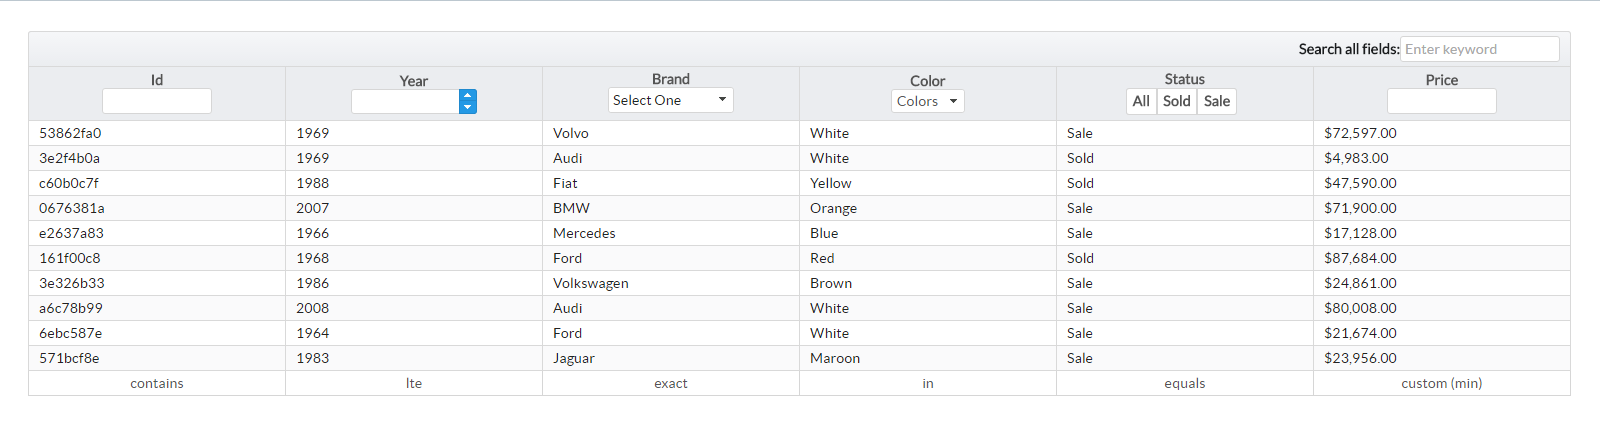 Search all fields: Enter keyword
Id Year Brand Color Status Price
Select One Colors All Sold Sale
53862fa0 1969 Volvo White Sale $72,597.00
3e2f4b0a 1969 Audi White Sold $4,983.00
c60b0c7f 1988 Fiat Yellow Sold $47,590.00
0676381a 2007 BMW Orange Sale $71,900.00
e2637a83 1966 Mercedes Blue Sale $17,128.00
161f00c8 1968 Ford Red Sold $87,684.00
3e326b33 1986 Volkswagen Brown Sale $24,861.00
a6c78b99 2008 Audi White Sale $80,008.00
6ebc587e 1964 Ford White Sale $21,674.00
571bcf8e 1983 Jaguar Maroon Sale $23,956.00
contains lte exact in equals custom (min)